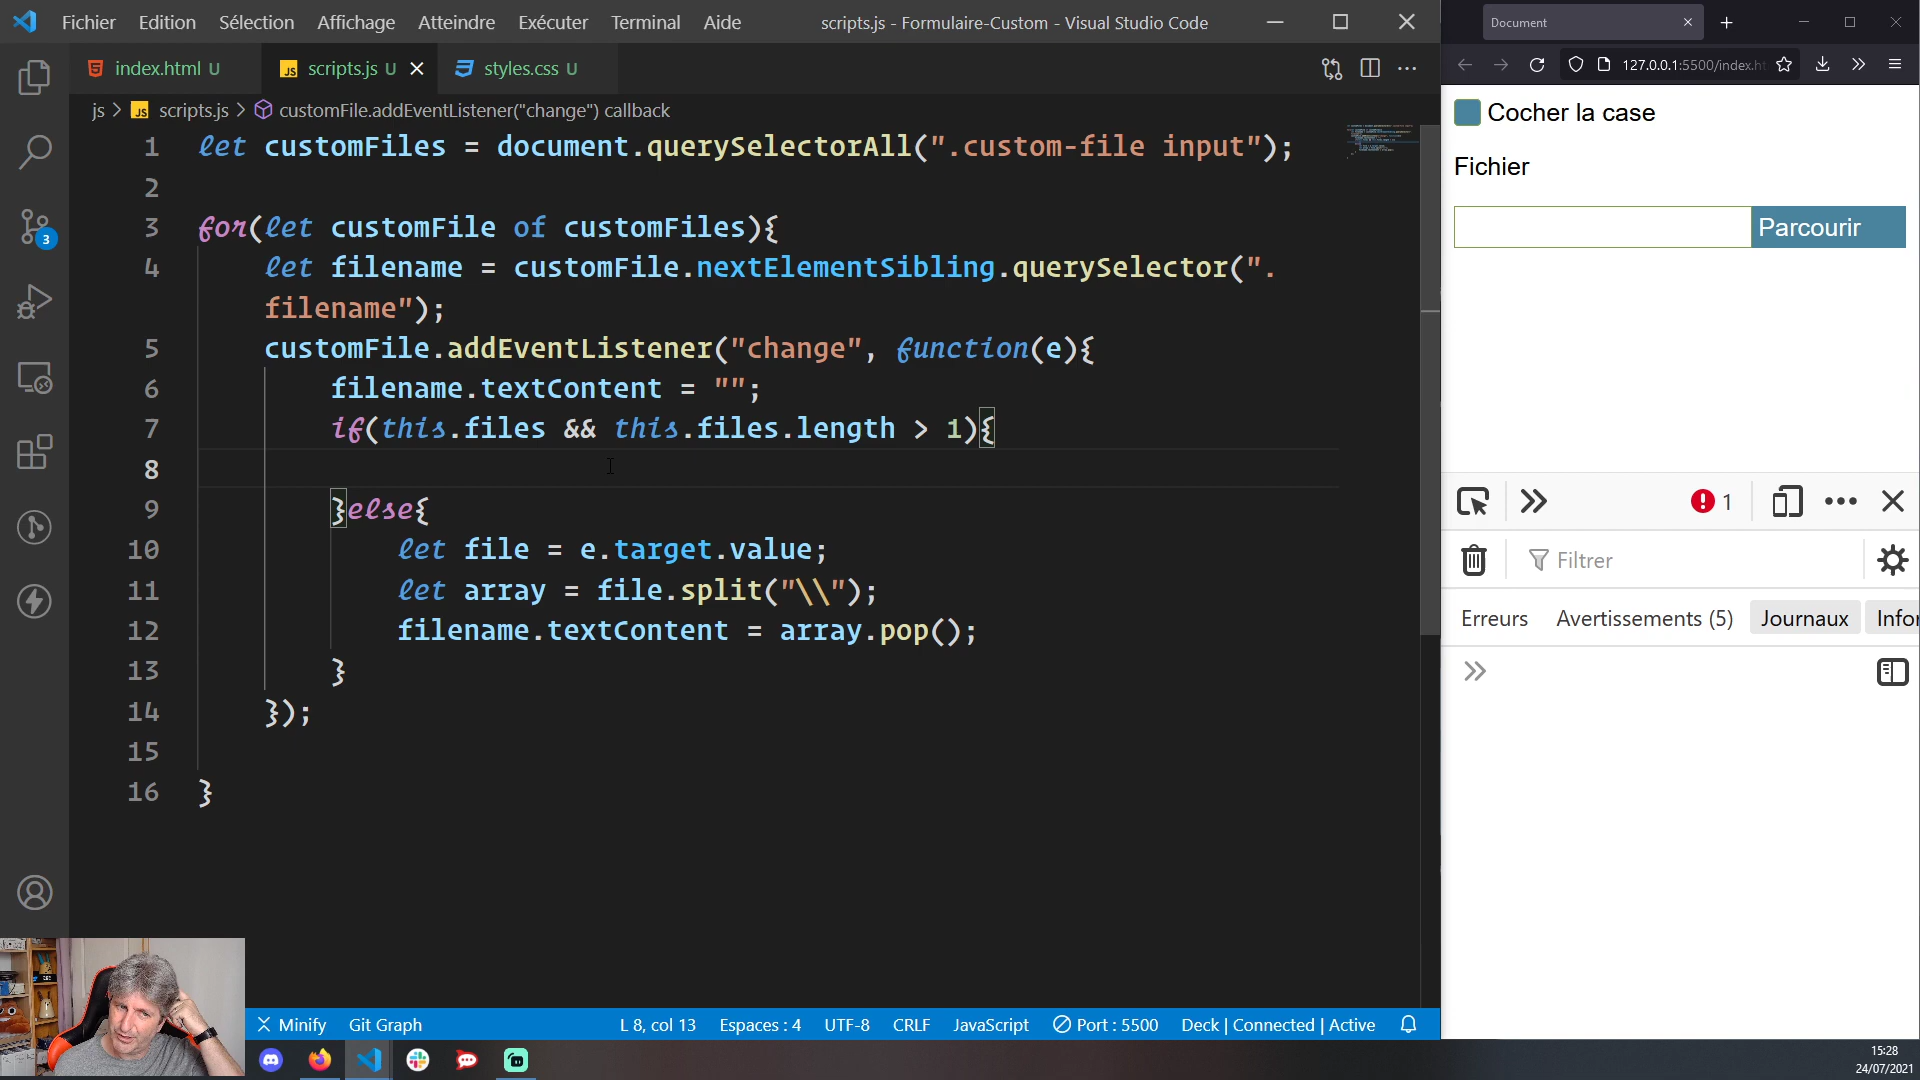 Fichier Edition Sélection Affichage Atteindre Exécuter Terminal Aide scripts.js - Formulaire-Custom - Visual Studio Code
index.html U scripts.js U styles.css U
js > scripts.js > customFile.addEventListener("change") callback
1 let customFiles = document.querySelectorAll(".custom-file input");
2
3 for(let customFile of customFiles){
4 let filename = customFile.nextElementSibling.querySelector(".
filename");
5 customFile.addEventListener("change", function(e){
6 filename.textContent = "";
7 if(this.files && this.files.length > 1){
8
9 }else{
10 let file = e.target.value;
11 let array = file.split("\\");
12 filename.textContent = array.pop();
13 }
14 });
15
16 }
3
Minify Git Graph L 8, col 13 Espaces : 4 UTF-8 CRLF JavaScript Port : 5500 Deck | Connected | Active
Document
127.0.0.1:5500/index.ht
Cocher la case
Fichier
Parcourir
1
Filtrer
Erreurs Avertissements (5) Journaux Infor
15:28
24/07/2021